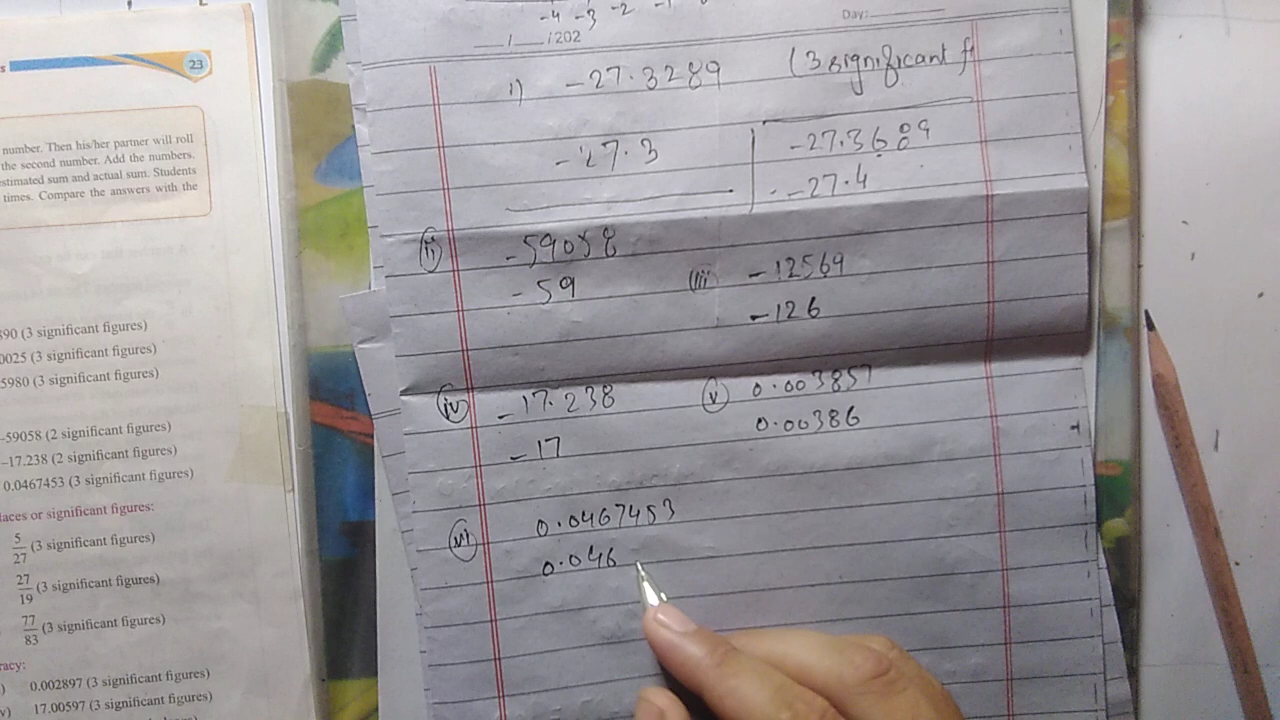 23
number. Then his/her partner will roll
the second number. Add the numbers.
estimated sum and actual sum. Students
times. Compare the answers with the
890 (3 significant figures)
0025 (3 significant figures)
5980 (3 significant figures)
-59058 (2 significant figures)
-17.238 (2 significant figures)
0.0467453 (3 significant figures)
laces or significant figures:
5/27 (3 significant figures)
27/19 (3 significant figures)
77/83 (3 significant figures)
racy:
) 0.002897 (3 significant figures)
v) 17.00597 (3 significant figures)
-4 -3 -2 -1 0
__/__/202 Day:
i) -27.3289 (3 significant f
-27.3
-27.3689
-27.4
ii) -59058
-59
(iii) -12569
-126
iv) -17.238
-17
v) 0.003857
0.00386
vi) 0.0467453
0.046